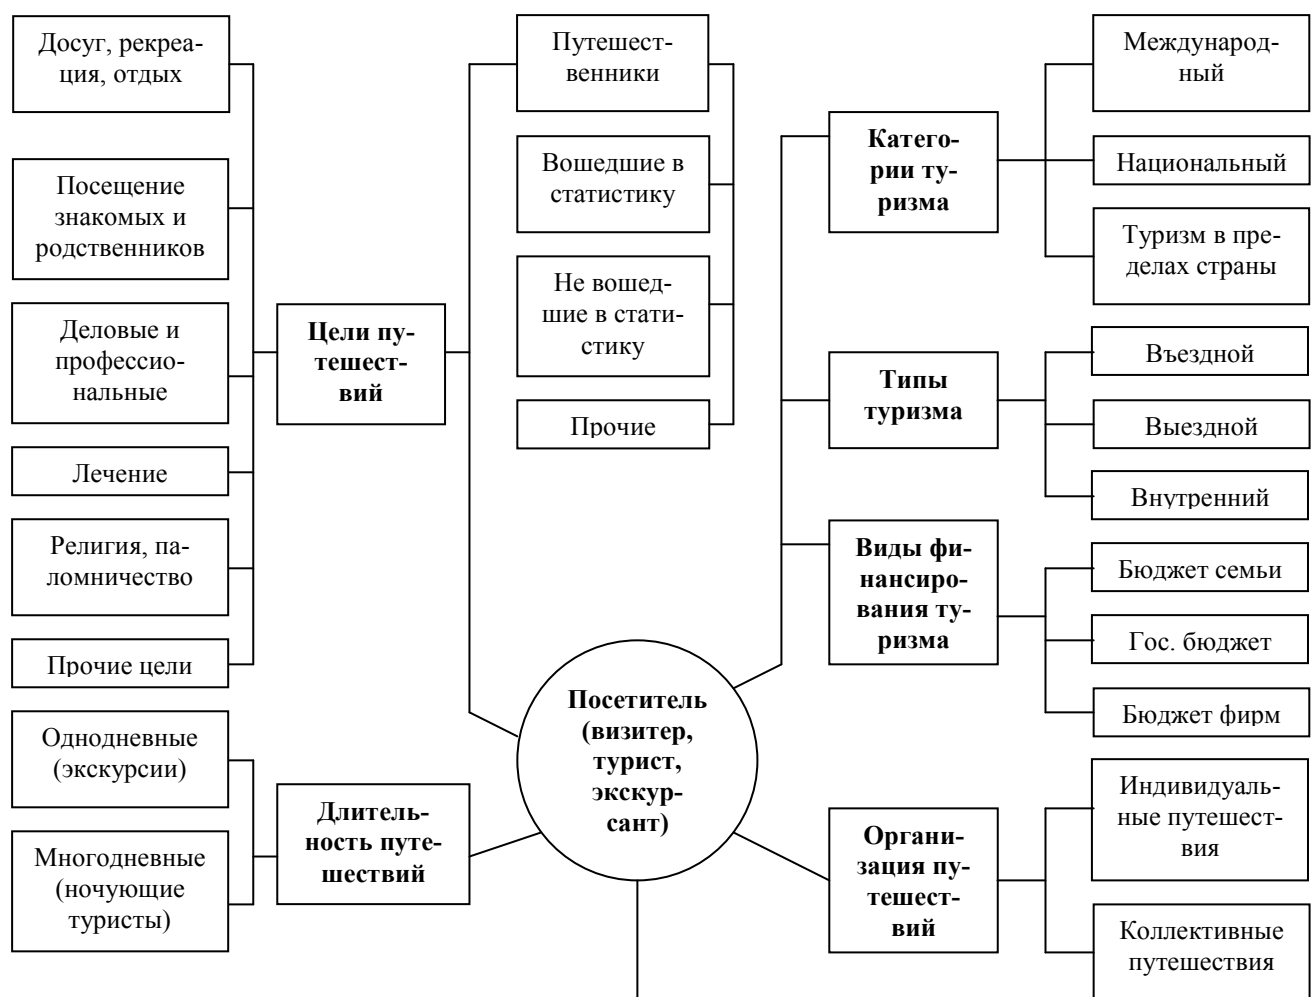 Досуг, рекреа-
ция, отдых
Посещение
знакомых и
родственников
Деловые и
профессио-
нальные
Лечение
Религия, па-
ломничество
Прочие цели
Однодневные
(экскурсии)
Многодневные
(ночующие
туристы)
Цели пу-
тешест-
вий
Длитель-
ность путе-
шествий
Путешест-
венники
Вошедшие в
статистику
Не вошед-
шие в стати-
стику
Прочие
Посетитель
(визитер,
турист,
экскур-
сант)
Катего-
рии ту-
ризма
Типы
туризма
Виды фи-
нансиро-
вания ту-
ризма
Органи-
зация пу-
тешест-
вий
Международ-
ный
Национальный
Туризм в пре-
делах страны
Въездной
Выездной
Внутренний
Бюджет семьи
Гос. бюджет
Бюджет фирм
Индивидуаль-
ные путешест-
вия
Коллективные
путешествия